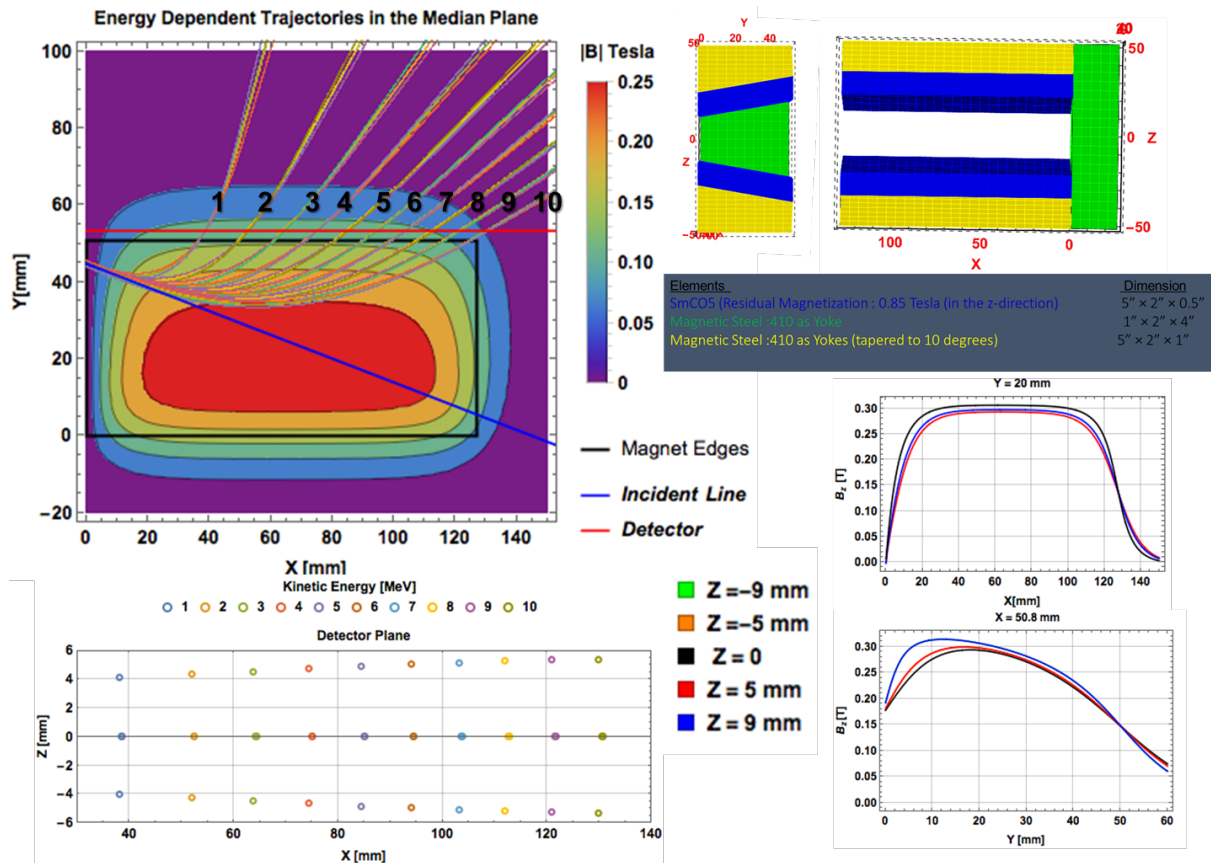 Energy Dependent Trajectories in the Median Plane
|B| Tesla
100
80
60
40
20
0
−20
Y[mm]
0 20 40 60 80 100 120 140
X [mm]
1 2 3 4 5 6 7 8 9 10
0.25
0.20
0.15
0.10
0.05
0
Magnet Edges
Incident Line
Detector
Y
0 20 40
50
0
Z
X
100 50 0
50
0 Z
−50
Elements Dimension
SmCO5 (Residual Magnetization : 0.85 Tesla (in the z-direction) 5” × 2” × 0.5”
Magnetic Steel :410 as Yoke 1” × 2” × 4”
Magnetic Steel :410 as Yokes (tapered to 10 degrees) 5” × 2” × 1”
Kinetic Energy [MeV]
1 2 3 4 5 6 7 8 9 10
Detector Plane
6
4
2
0
−2
−4
−6
Z [mm]
40 60 80 100 120 140
X [mm]
Z =−9 mm
Z =−5 mm
Z = 0
Z = 5 mm
Z = 9 mm
Y = 20 mm
0.30
0.25
0.20
0.15
0.10
0.05
0.00
Bz [T]
0 20 40 60 80 100 120 140
X[mm]
X = 50.8 mm
0.30
0.25
0.20
0.15
0.10
0.05
0.00
Bz [T]
0 10 20 30 40 50 60
Y [mm]